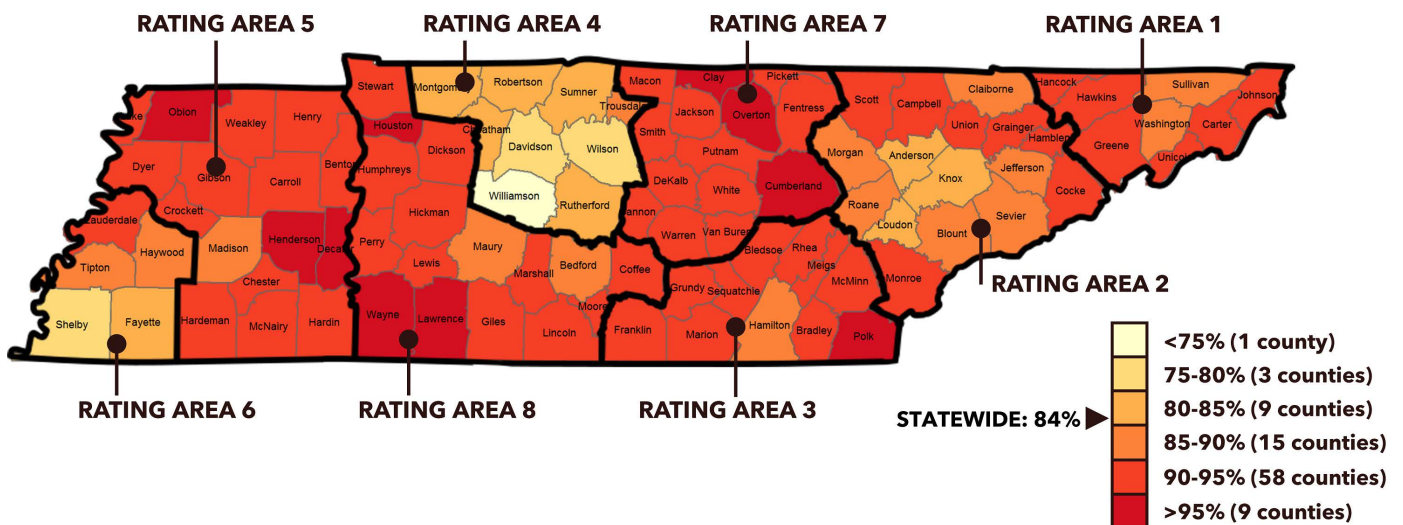 RATING AREA 5
RATING AREA 4
RATING AREA 7
RATING AREA 1
Stewart
Montgom
Robertson
Sumner
Trousdal
Macon
Clay
Pickett
Scott
Campbell
Claiborne
Hancock
Hawkins
Sullivan
Johnson
ke
Obion
Weakley
Henry
Houston
Cheatham
Dickson
Davidson
Wilson
Smith
Jackson
Overton
Fentress
Union
Grainger
Hamblen
Greene
Washington
Carter
Unicoi
Dyer
Gibson
Carroll
Benton
Humphreys
Williamson
Rutherford
DeKalb
Putnam
White
Cumberland
Morgan
Anderson
Knox
Jefferson
Cocke
Lauderdale
Crockett
Haywood
Madison
Henderson
Decatur
Perry
Hickman
Maury
annon
Warren
Van Buren
Roane
Loudon
Blount
Sevier
Tipton
Chester
Lewis
Marshall
Bedford
Coffee
Bledsoe
Rhea
Meigs
McMinn
Monroe
RATING AREA 2
Shelby
Fayette
Hardeman
McNairy
Hardin
Wayne
Lawrence
Giles
Lincoln
Moore
Franklin
Grundy
Sequatchie
Marion
Hamilton
Bradley
Polk
RATING AREA 6
RATING AREA 8
RATING AREA 3
STATEWIDE: 84%
<75% (1 county)
75-80% (3 counties)
80-85% (9 counties)
85-90% (15 counties)
90-95% (58 counties)
>95% (9 counties)